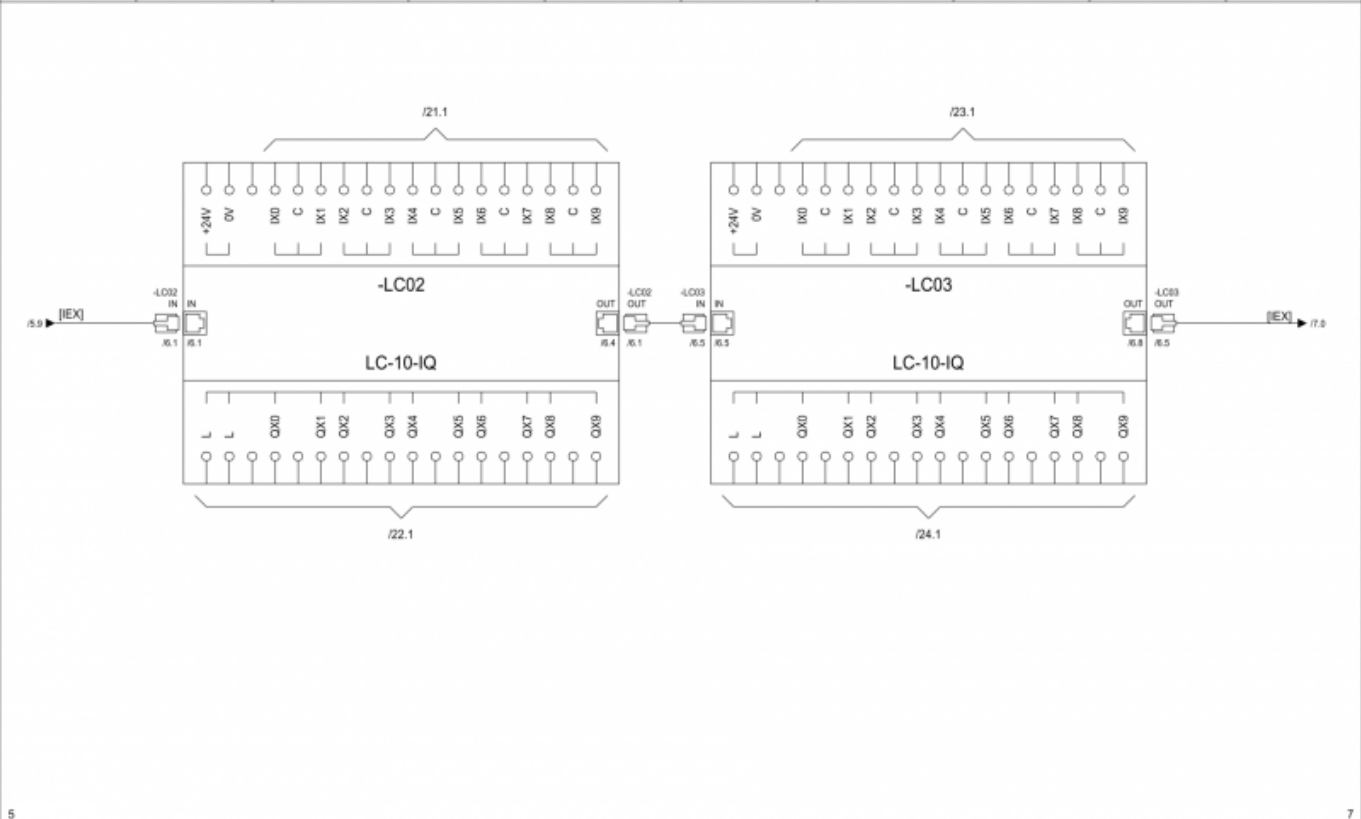 /21.1
/23.1
+24V 0V IX0 C IX1 IX2 C IX3 IX4 C IX5 IX6 C IX7 IX8 C IX9
+24V 0V IX0 C IX1 IX2 C IX3 IX4 C IX5 IX6 C IX7 IX8 C IX9
-LC02
-LC03
-LC02
IN
IN
OUT
-LC02
OUT
-LC03
IN
IN
OUT
-LC03
OUT
/5.9
[IEX]
[IEX]
/7.0
/6.1
/6.1
/6.4
/6.1
/6.5
/6.5
/6.8
/6.5
LC-10-IQ
LC-10-IQ
L L QX0 QX1 QX2 QX3 QX4 QX5 QX6 QX7 QX8 QX9
L L QX0 QX1 QX2 QX3 QX4 QX5 QX6 QX7 QX8 QX9
/22.1
/24.1
5
7